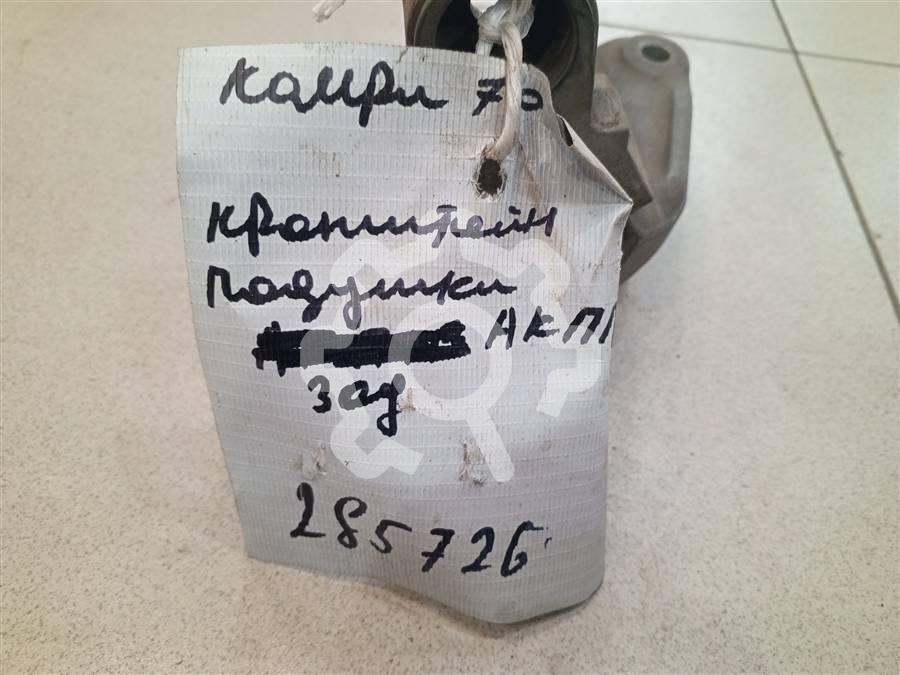 Камри 70
Кронштейн
Подушки
АКПП
зад
285726